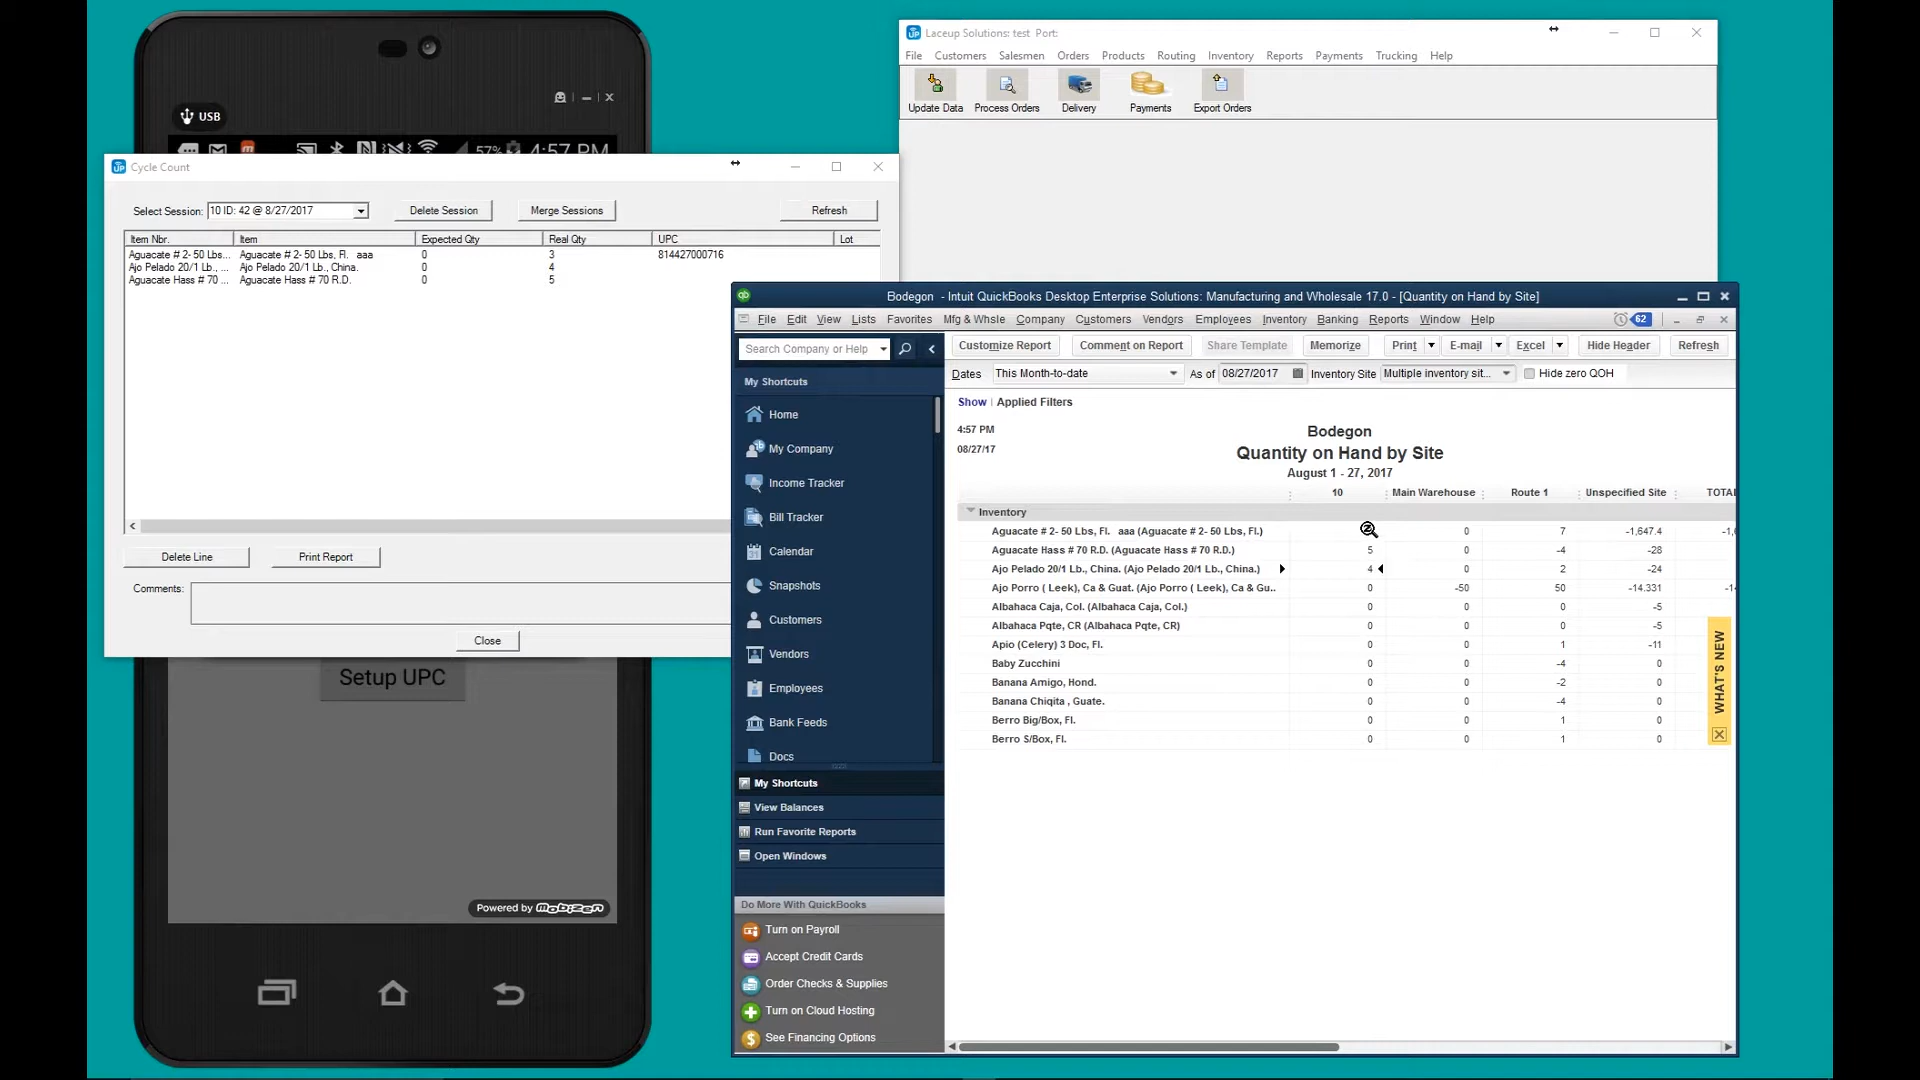 USB
57% 4:57 PM
Cycle Count
Select Session: 10 ID: 42 @ 8/27/2017 Delete Session Merge Sessions Refresh
Item Nbr. Item Expected Qty Real Qty UPC Lot
Aguacate # 2- 50 Lbs... Aguacate # 2- 50 Lbs, Fl. aaa 0 3 814427000716
Ajo Pelado 20/1 Lb., ... Ajo Pelado 20/1 Lb., China. 0 4
Aguacate Hass # 70 ... Aguacate Hass # 70 R.D. 0 5
Delete Line Print Report
Comments:
Close
Setup UPC
Powered by mobizen
Laceup Solutions: test Port:
File Customers Salesmen Orders Products Routing Inventory Reports Payments Trucking Help
Update Data Process Orders Delivery Payments Export Orders
Bodegon - Intuit QuickBooks Desktop Enterprise Solutions: Manufacturing and Wholesale 17.0 - [Quantity on Hand by Site]
File Edit View Lists Favorites Mfg & Whsle Company Customers Vendors Employees Inventory Banking Reports Window Help 62
Search Company or Help
My Shortcuts
Home
My Company
Income Tracker
Bill Tracker
Calendar
Snapshots
Customers
Vendors
Employees
Bank Feeds
Docs
My Shortcuts
View Balances
Run Favorite Reports
Open Windows
Do More With QuickBooks
Turn on Payroll
Accept Credit Cards
Order Checks & Supplies
Turn on Cloud Hosting
See Financing Options
Customize Report Comment on Report Share Template Memorize Print E-mail Excel Hide Header Refresh
Dates This Month-to-date As of 08/27/2017 Inventory Site Multiple inventory sit... Hide zero QOH
Show | Applied Filters
4:57 PM
08/27/17
Bodegon
Quantity on Hand by Site
August 1 - 27, 2017
10 Main Warehouse Route 1 Unspecified Site TOTA
Inventory
Aguacate # 2- 50 Lbs, Fl. aaa (Aguacate # 2- 50 Lbs, Fl.) 0 7 -1,647.4
Aguacate Hass # 70 R.D. (Aguacate Hass # 70 R.D.) 5 0 -4 -28
Ajo Pelado 20/1 Lb., China. (Ajo Pelado 20/1 Lb., China.) 4 0 2 -24
Ajo Porro ( Leek), Ca & Guat. (Ajo Porro ( Leek), Ca & Gu.. 0 -50 50 -14.331
Albahaca Caja, Col. (Albahaca Caja, Col.) 0 0 0 -5
Albahaca Pqte, CR (Albahaca Pqte, CR) 0 0 0 -5
Apio (Celery) 3 Doc, Fl. 0 0 1 -11
Baby Zucchini 0 0 -4 0
Banana Amigo, Hond. 0 0 -2 0
Banana Chiqita , Guate. 0 0 -4 0
Berro Big/Box, Fl. 0 0 1 0
Berro S/Box, Fl. 0 0 1 0
WHAT'S NEW